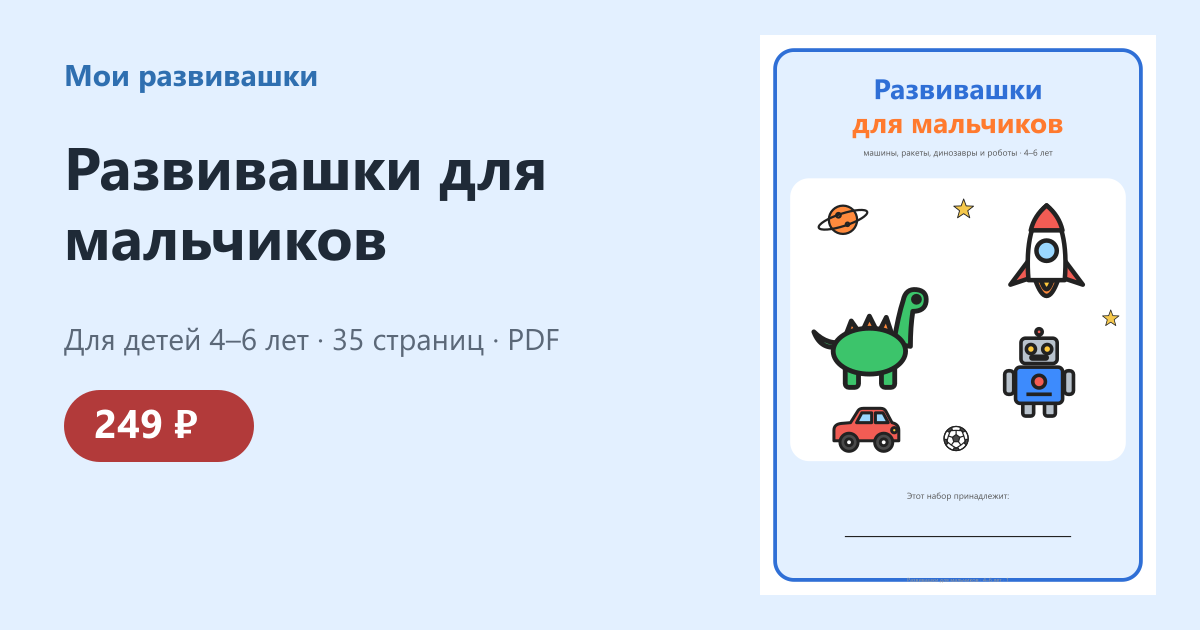 Мои развивашки
Развивашки для
мальчиков
Для детей 4–6 лет · 35 страниц · PDF
249 ₽
Развивашки
для мальчиков
машины, ракеты, динозавры и роботы · 4–6 лет
Этот набор принадлежит: